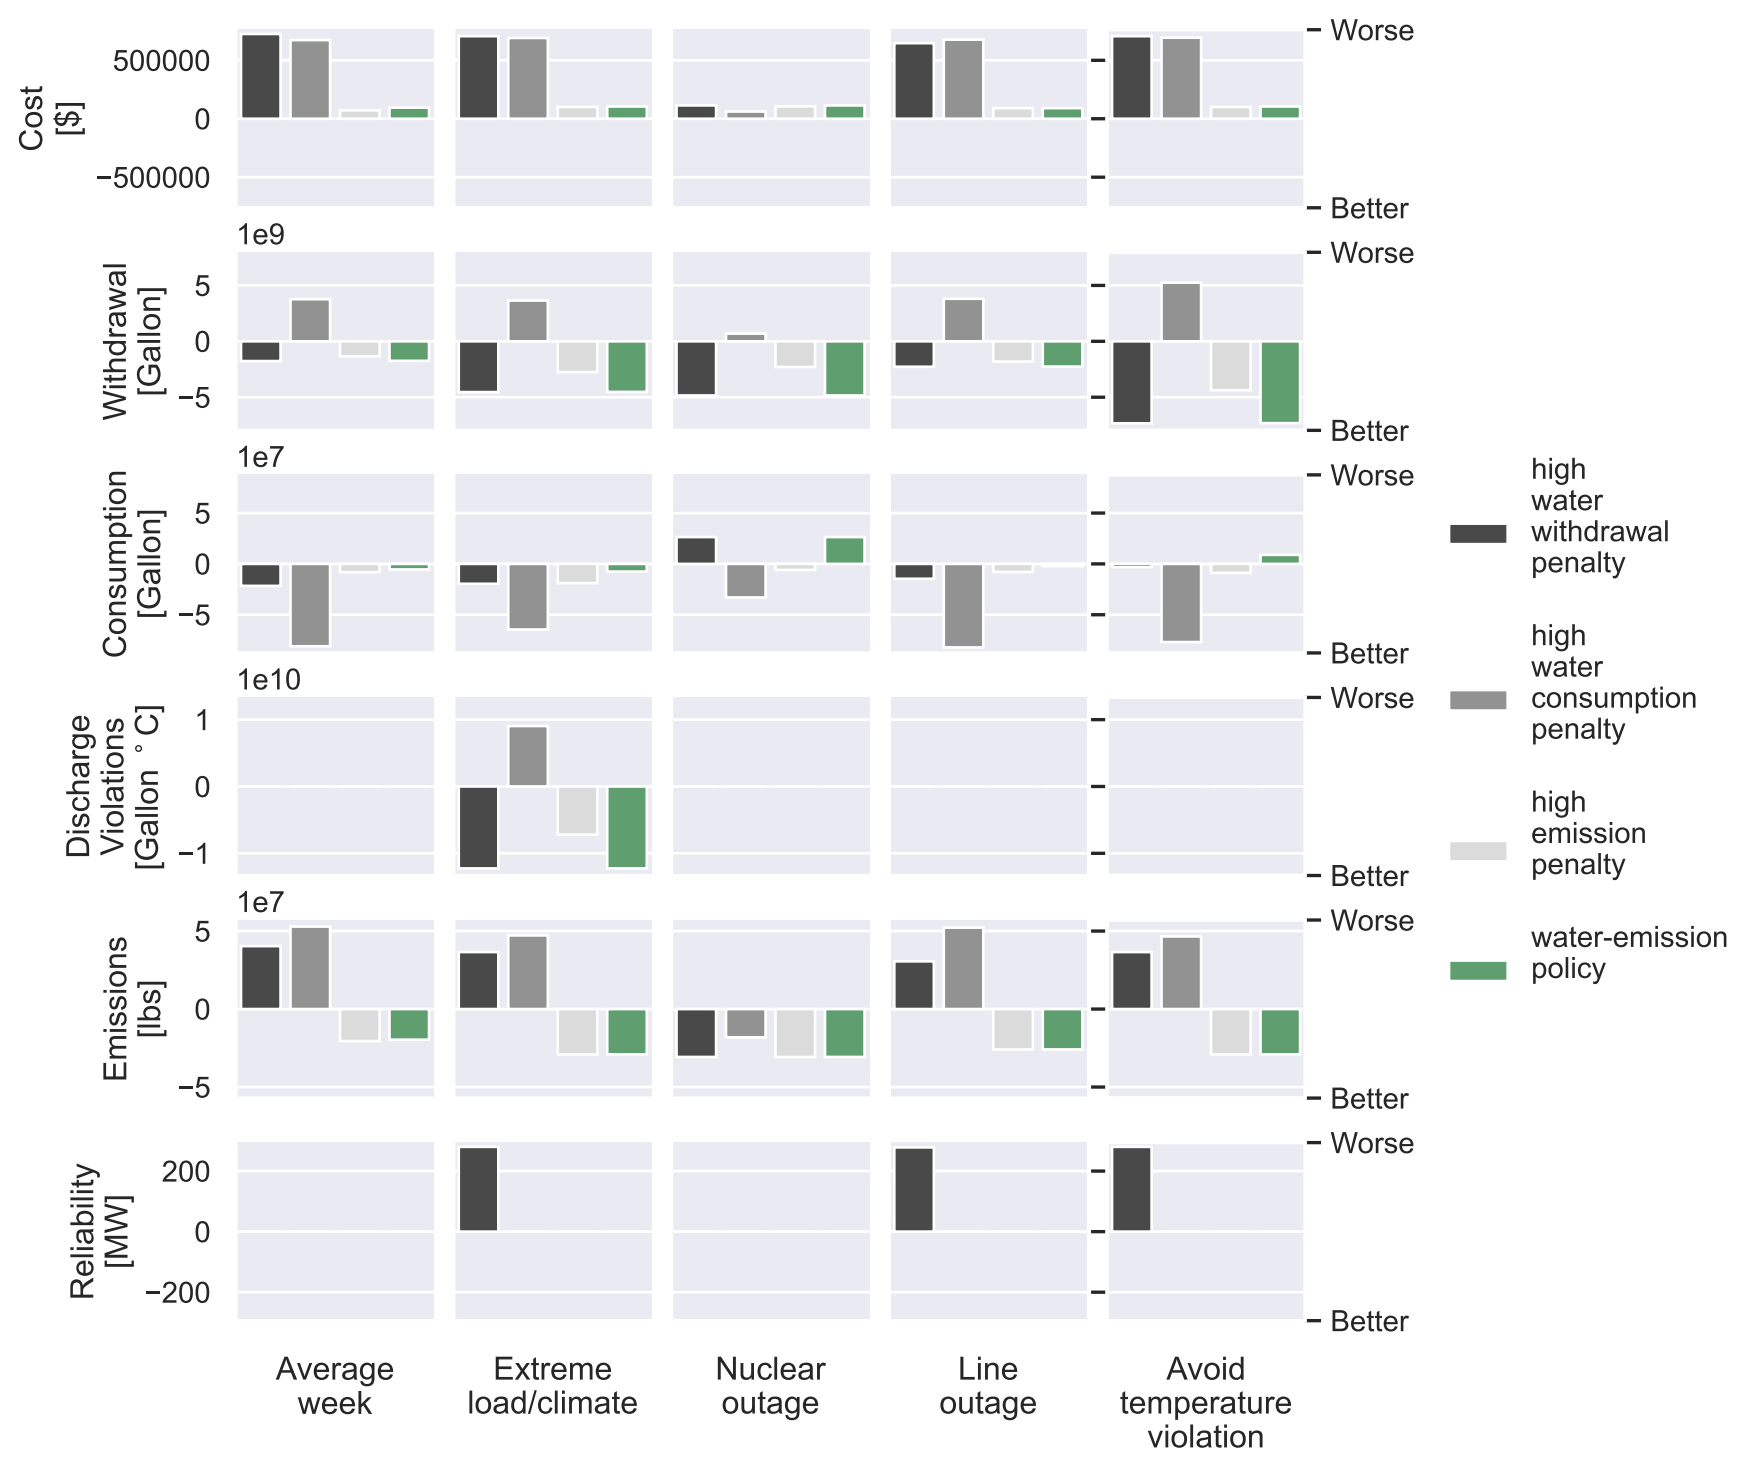 Cost
[$]
500000
0
−500000
Worse
Better
1e9
Withdrawal
[Gallon]
5
0
−5
Worse
Better
1e7
Consumption
[Gallon]
5
0
−5
Worse
Better
1e10
Discharge
Violations
[Gallon °C]
1
0
−1
Worse
Better
1e7
Emissions
[lbs]
5
0
−5
Worse
Better
Reliability
[MW]
200
0
−200
Worse
Better
Average
week
Extreme
load/climate
Nuclear
outage
Line
outage
Avoid
temperature
violation
high
water
withdrawal
penalty
high
water
consumption
penalty
high
emission
penalty
water-emission
policy